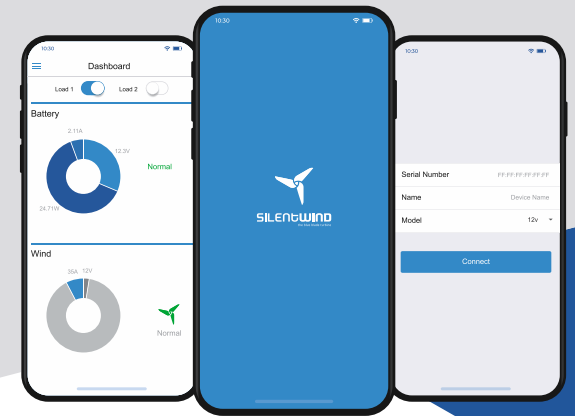 10:30
Dashboard
Load 1
Load 2
Battery
2.11A
12.3V
24.71W
Normal
Wind
35A
12V
Normal
10:30
SILENTWIND
10:30
Serial Number
FF:FF:FF:FF:FF:FF
Name
Device Name
Model
12v
Connect